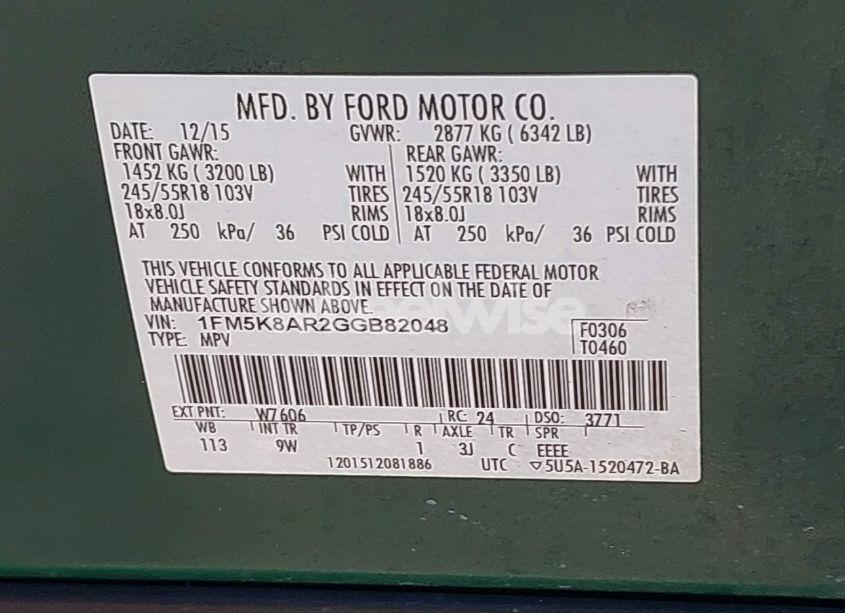 MFD. BY FORD MOTOR CO.
DATE: 12/15 GVWR: 2877 KG ( 6342 LB)
FRONT GAWR: REAR GAWR:
1452 KG ( 3200 LB) WITH 1520 KG ( 3350 LB) WITH
245/55R18 103V TIRES 245/55R18 103V TIRES
18x8.0J RIMS 18x8.0J RIMS
AT 250 kPa/ 36 PSI COLD AT 250 kPa/ 36 PSI COLD
THIS VEHICLE CONFORMS TO ALL APPLICABLE FEDERAL MOTOR
VEHICLE SAFETY STANDARDS IN EFFECT ON THE DATE OF
MANUFACTURE SHOWN ABOVE.
VIN: 1FM5K8AR2GGB82048 F0306
TYPE: MPV T0460
EXT PNT: W7606 RC: 24 DSO: 3771
WB INT TR TP/PS R AXLE TR SPR
113 9W 1 3J C EEEE
1201512081886 UTC ▽5U5A-1520472-BA